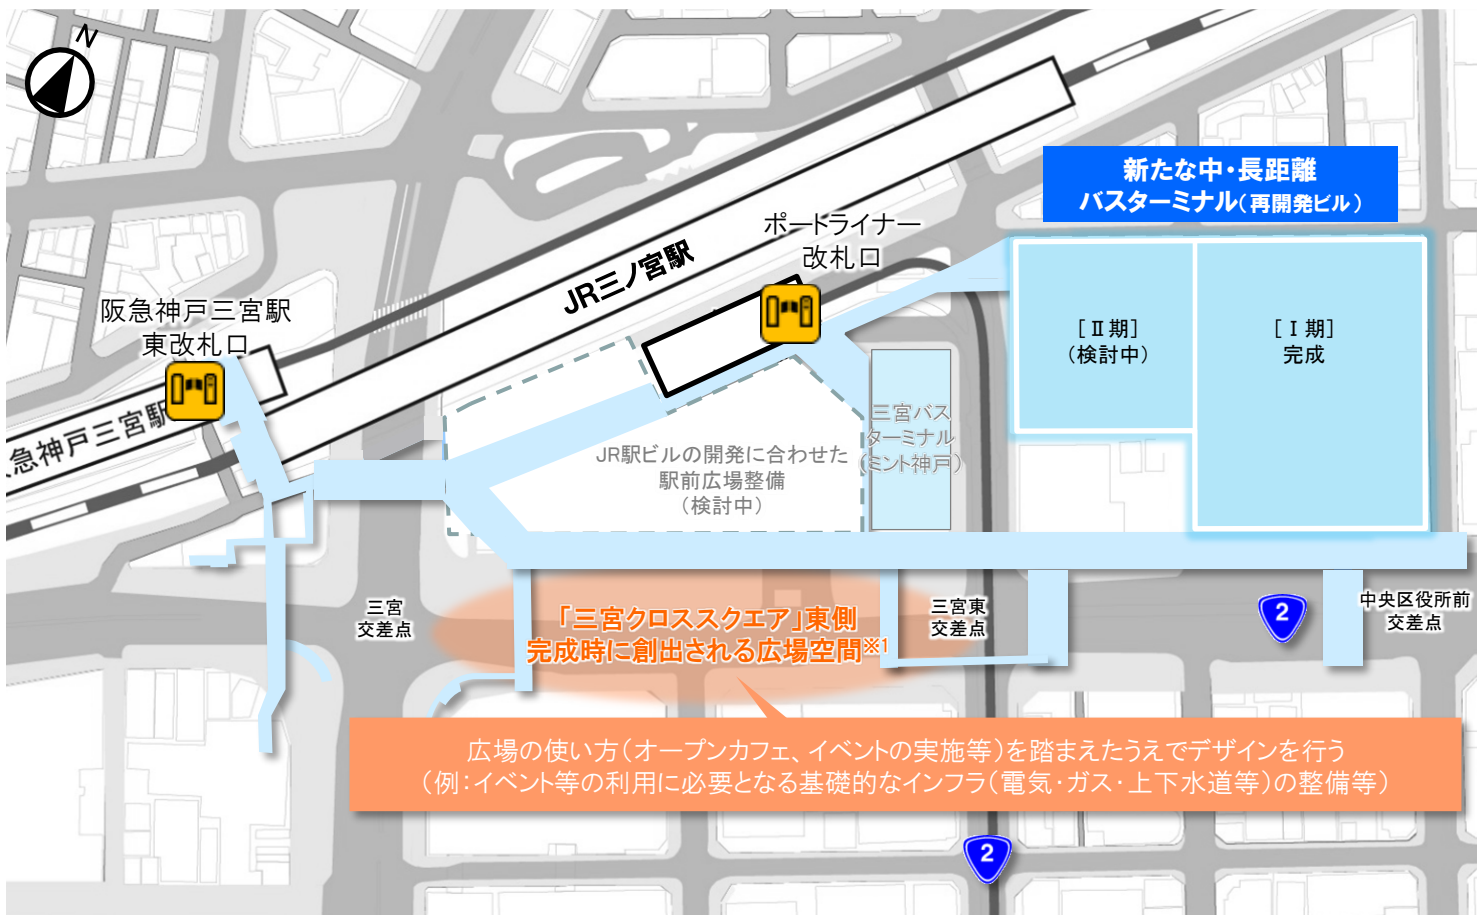 N
新たな中・長距離
バスターミナル(再開発ビル)
ポートライナー
改札口
JR三ノ宮駅
阪急神戸三宮駅
東改札口
[Ⅱ期]
(検討中)
[Ⅰ期]
完成
急神戸三宮駅
三宮バス
ターミナル
(ミント神戸)
JR駅ビルの開発に合わせた
駅前広場整備
(検討中)
三宮
交差点
「三宮クロススクエア」東側
完成時に創出される広場空間※1
三宮東
交差点
2
中央区役所前
交差点
広場の使い方(オープンカフェ、イベントの実施等)を踏まえたうえでデザインを行う
(例:イベント等の利用に必要となる基礎的なインフラ(電気・ガス・上下水道等)の整備等)
2